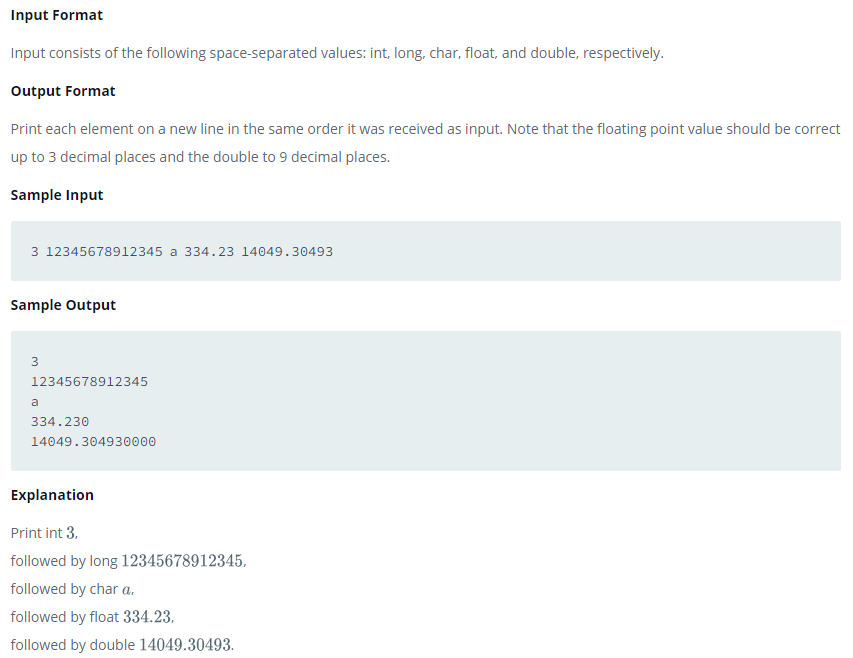 Input Format
Input consists of the following space-separated values: int, long, char, float, and double, respectively.
Output Format
Print each element on a new line in the same order it was received as input. Note that the floating point value should be correct
up to 3 decimal places and the double to 9 decimal places.
Sample Input
3 12345678912345 a 334.23 14049.30493
Sample Output
3
12345678912345
a
334.230
14049.304930000
Explanation
Print int 3,
followed by long 12345678912345,
followed by char a,
followed by float 334.23,
followed by double 14049.30493.